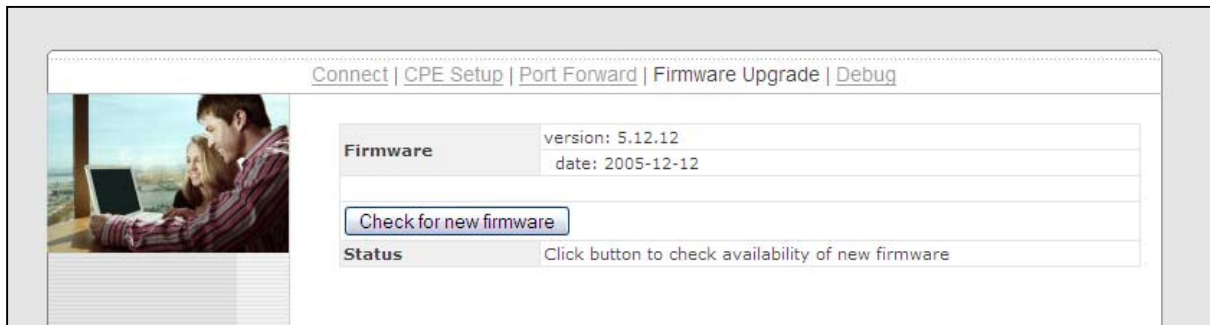 Connect | CPE Setup | Port Forward | Firmware Upgrade | Debug
Firmware
version: 5.12.12
date: 2005-12-12
Check for new firmware
Status Click button to check availability of new firmware